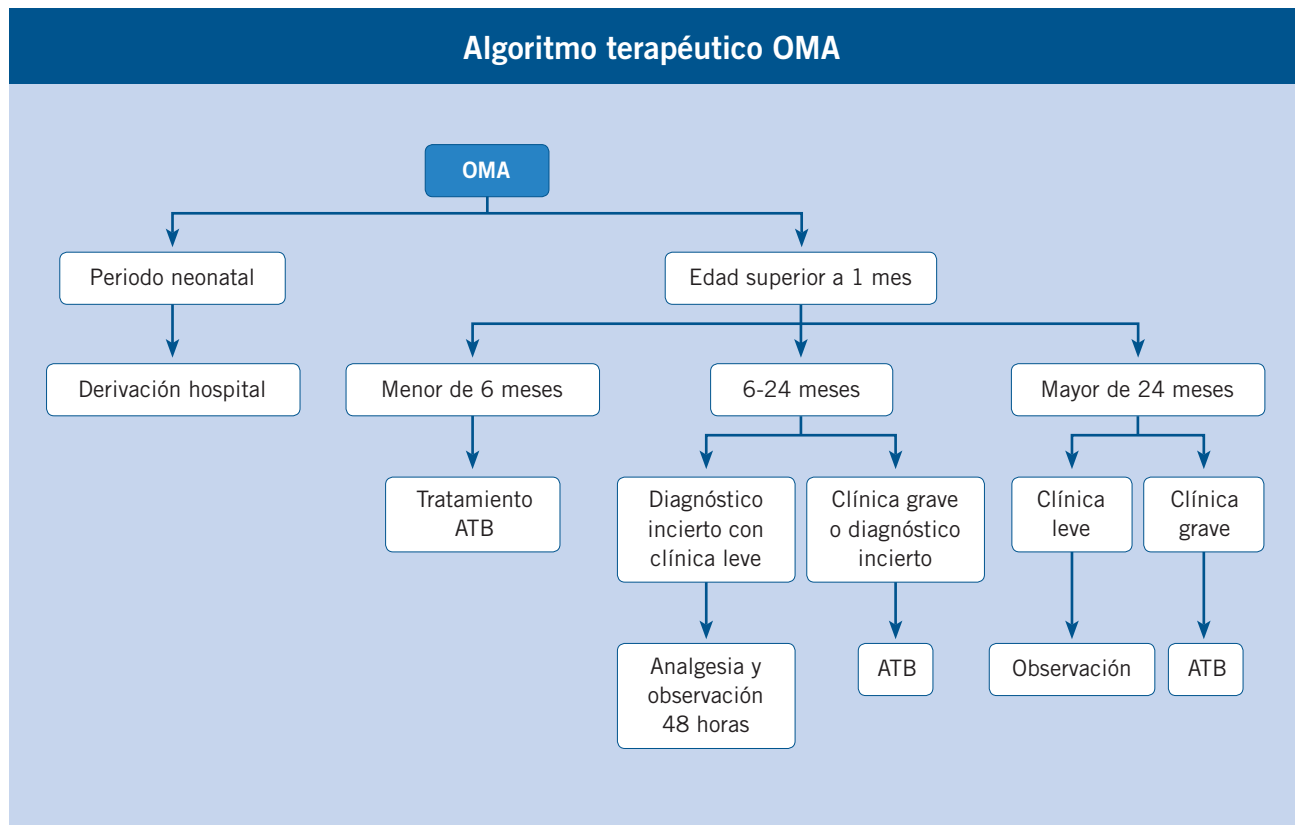 Algoritmo terapéutico OMA
OMA
Periodo neonatal
Edad superior a 1 mes
Derivación hospital
Menor de 6 meses
6-24 meses
Mayor de 24 meses
Tratamiento
ATB
Diagnóstico
incierto con
clínica leve
Clínica grave
o diagnóstico
incierto
Clínica
leve
Clínica
grave
Analgesia y
observación
48 horas
ATB
Observación
ATB